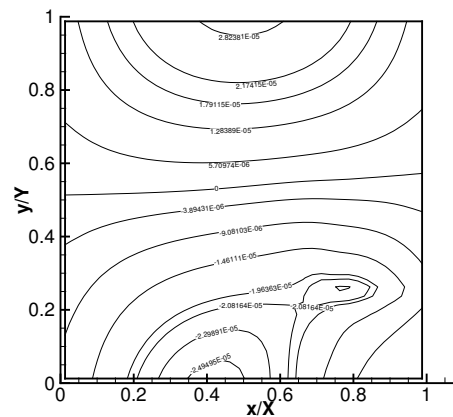 1
2.82381E-05
2.17415E-05
0.8
1.79115E-05
1.28389E-05
0.6
5.70974E-06
0
y/Y
-3.89431E-06
0.4
-9.08103E-06
-1.46111E-05
-1.96363E-05
0.2
-2.08164E-05
-2.08164E-05
-2.29891E-05
-2.49495E-05
0
0 0.2 0.4 0.6 0.8 1
x/X